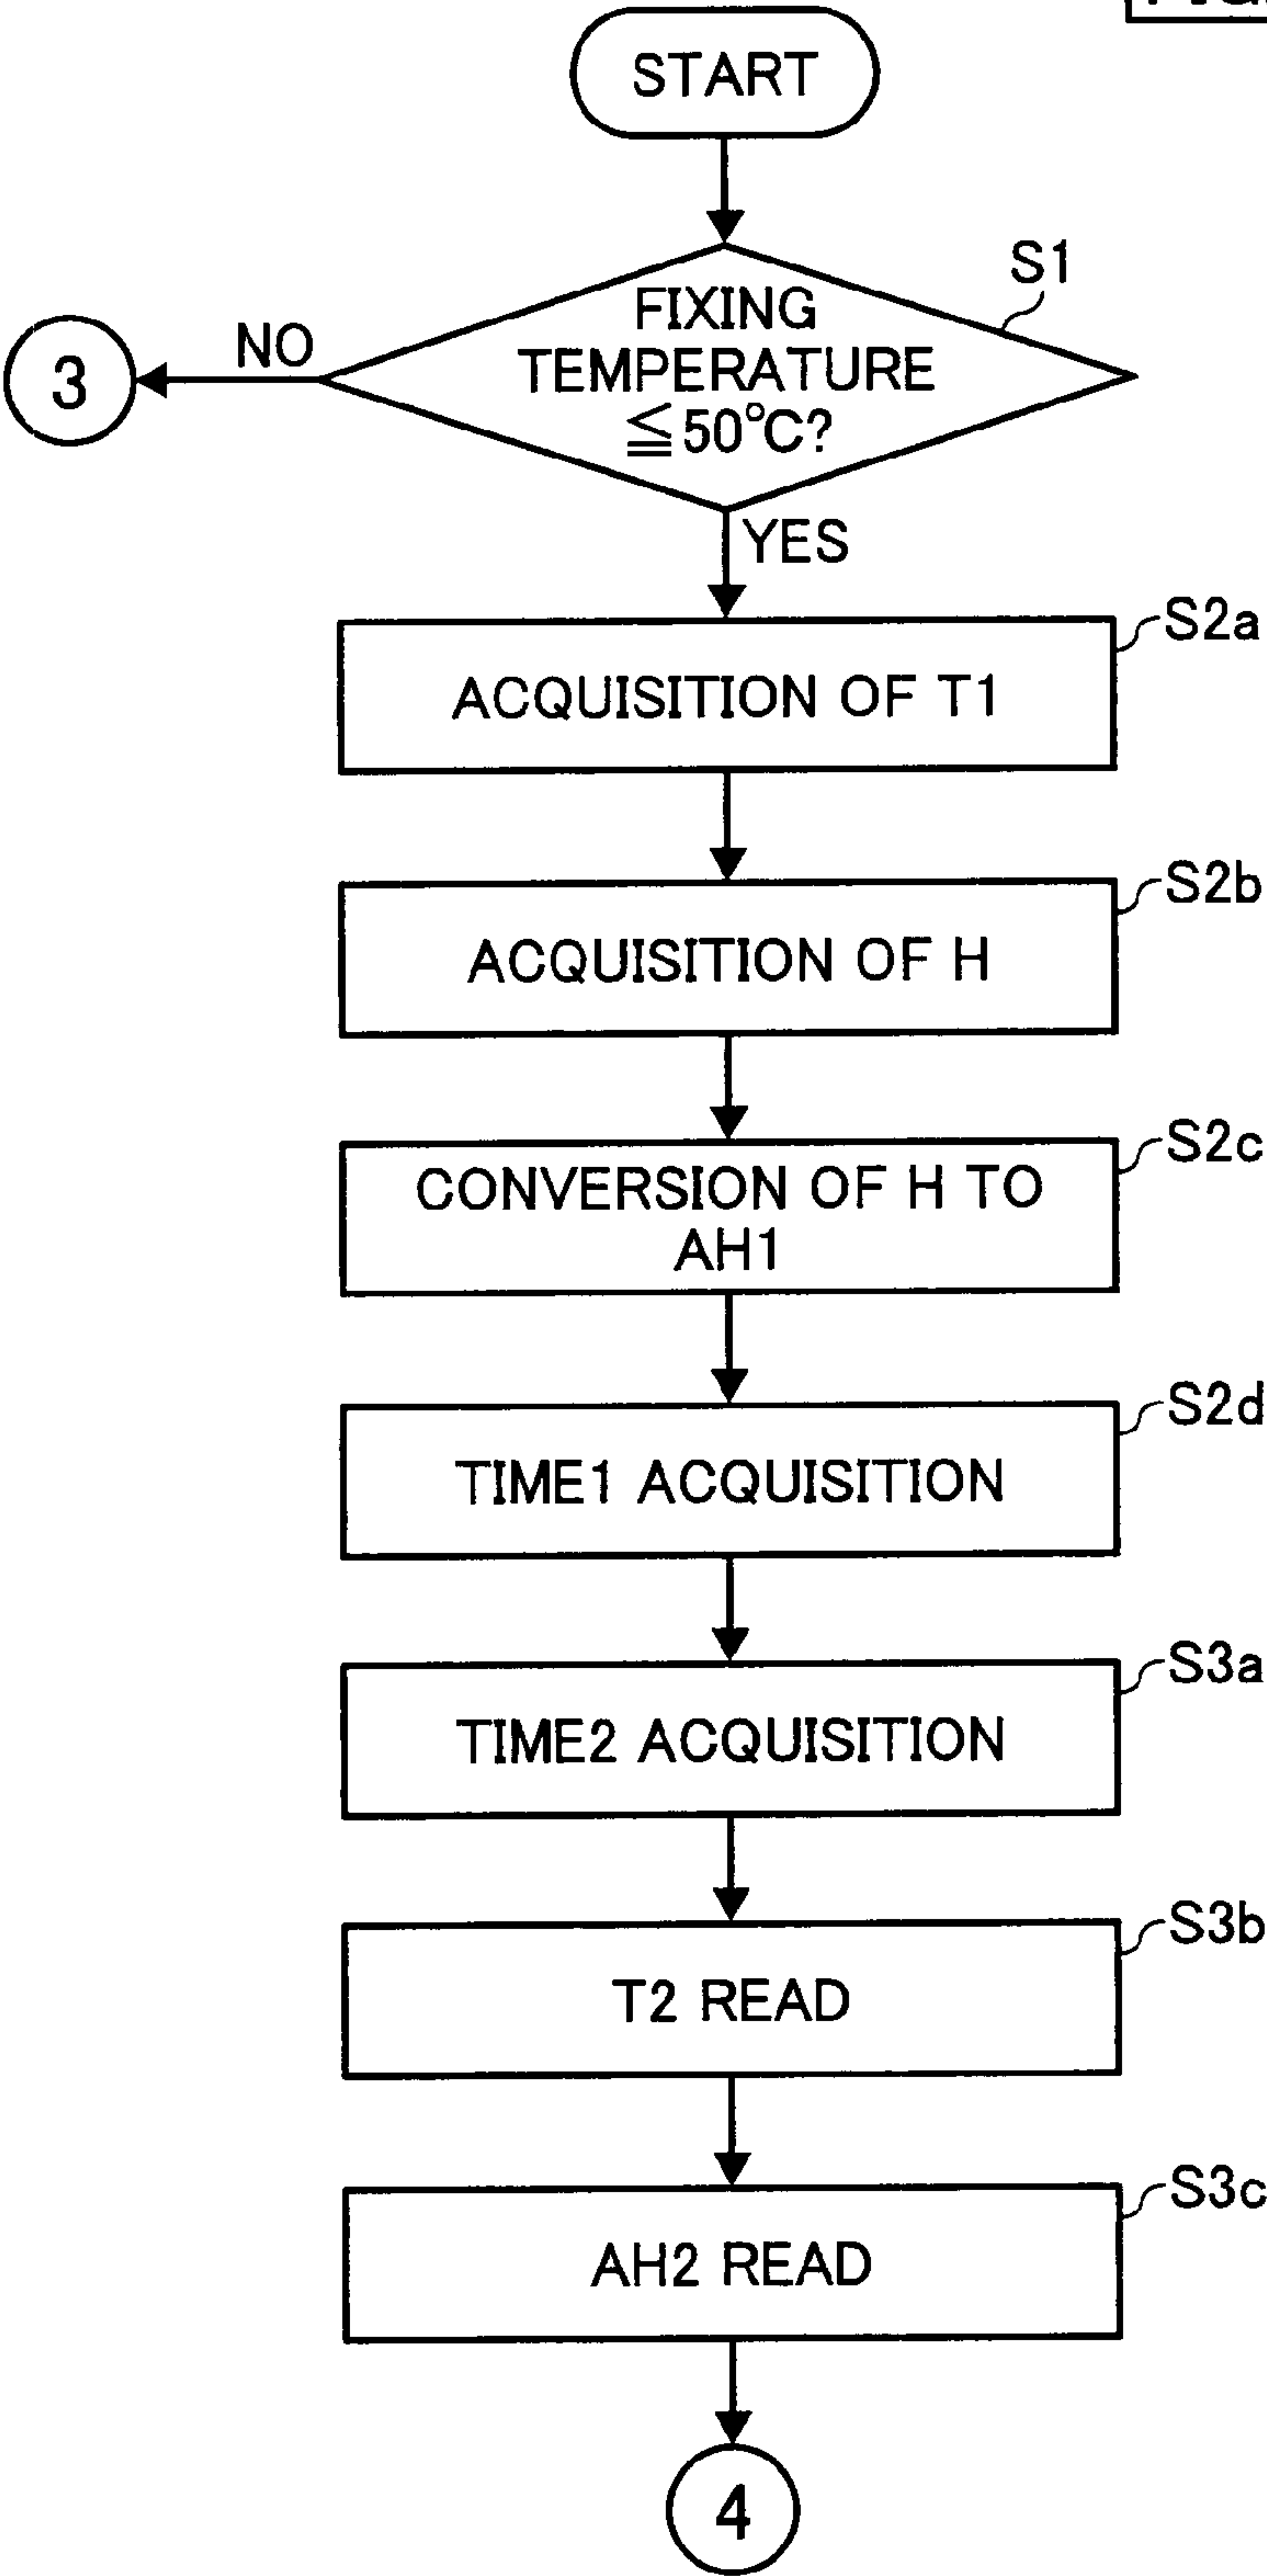 START
S1
FIXING
TEMPERATURE
≦50°C?
NO
3
YES
S2a
ACQUISITION OF T1
S2b
ACQUISITION OF H
S2c
CONVERSION OF H TO
AH1
S2d
TIME1 ACQUISITION
S3a
TIME2 ACQUISITION
S3b
T2 READ
S3c
AH2 READ
4